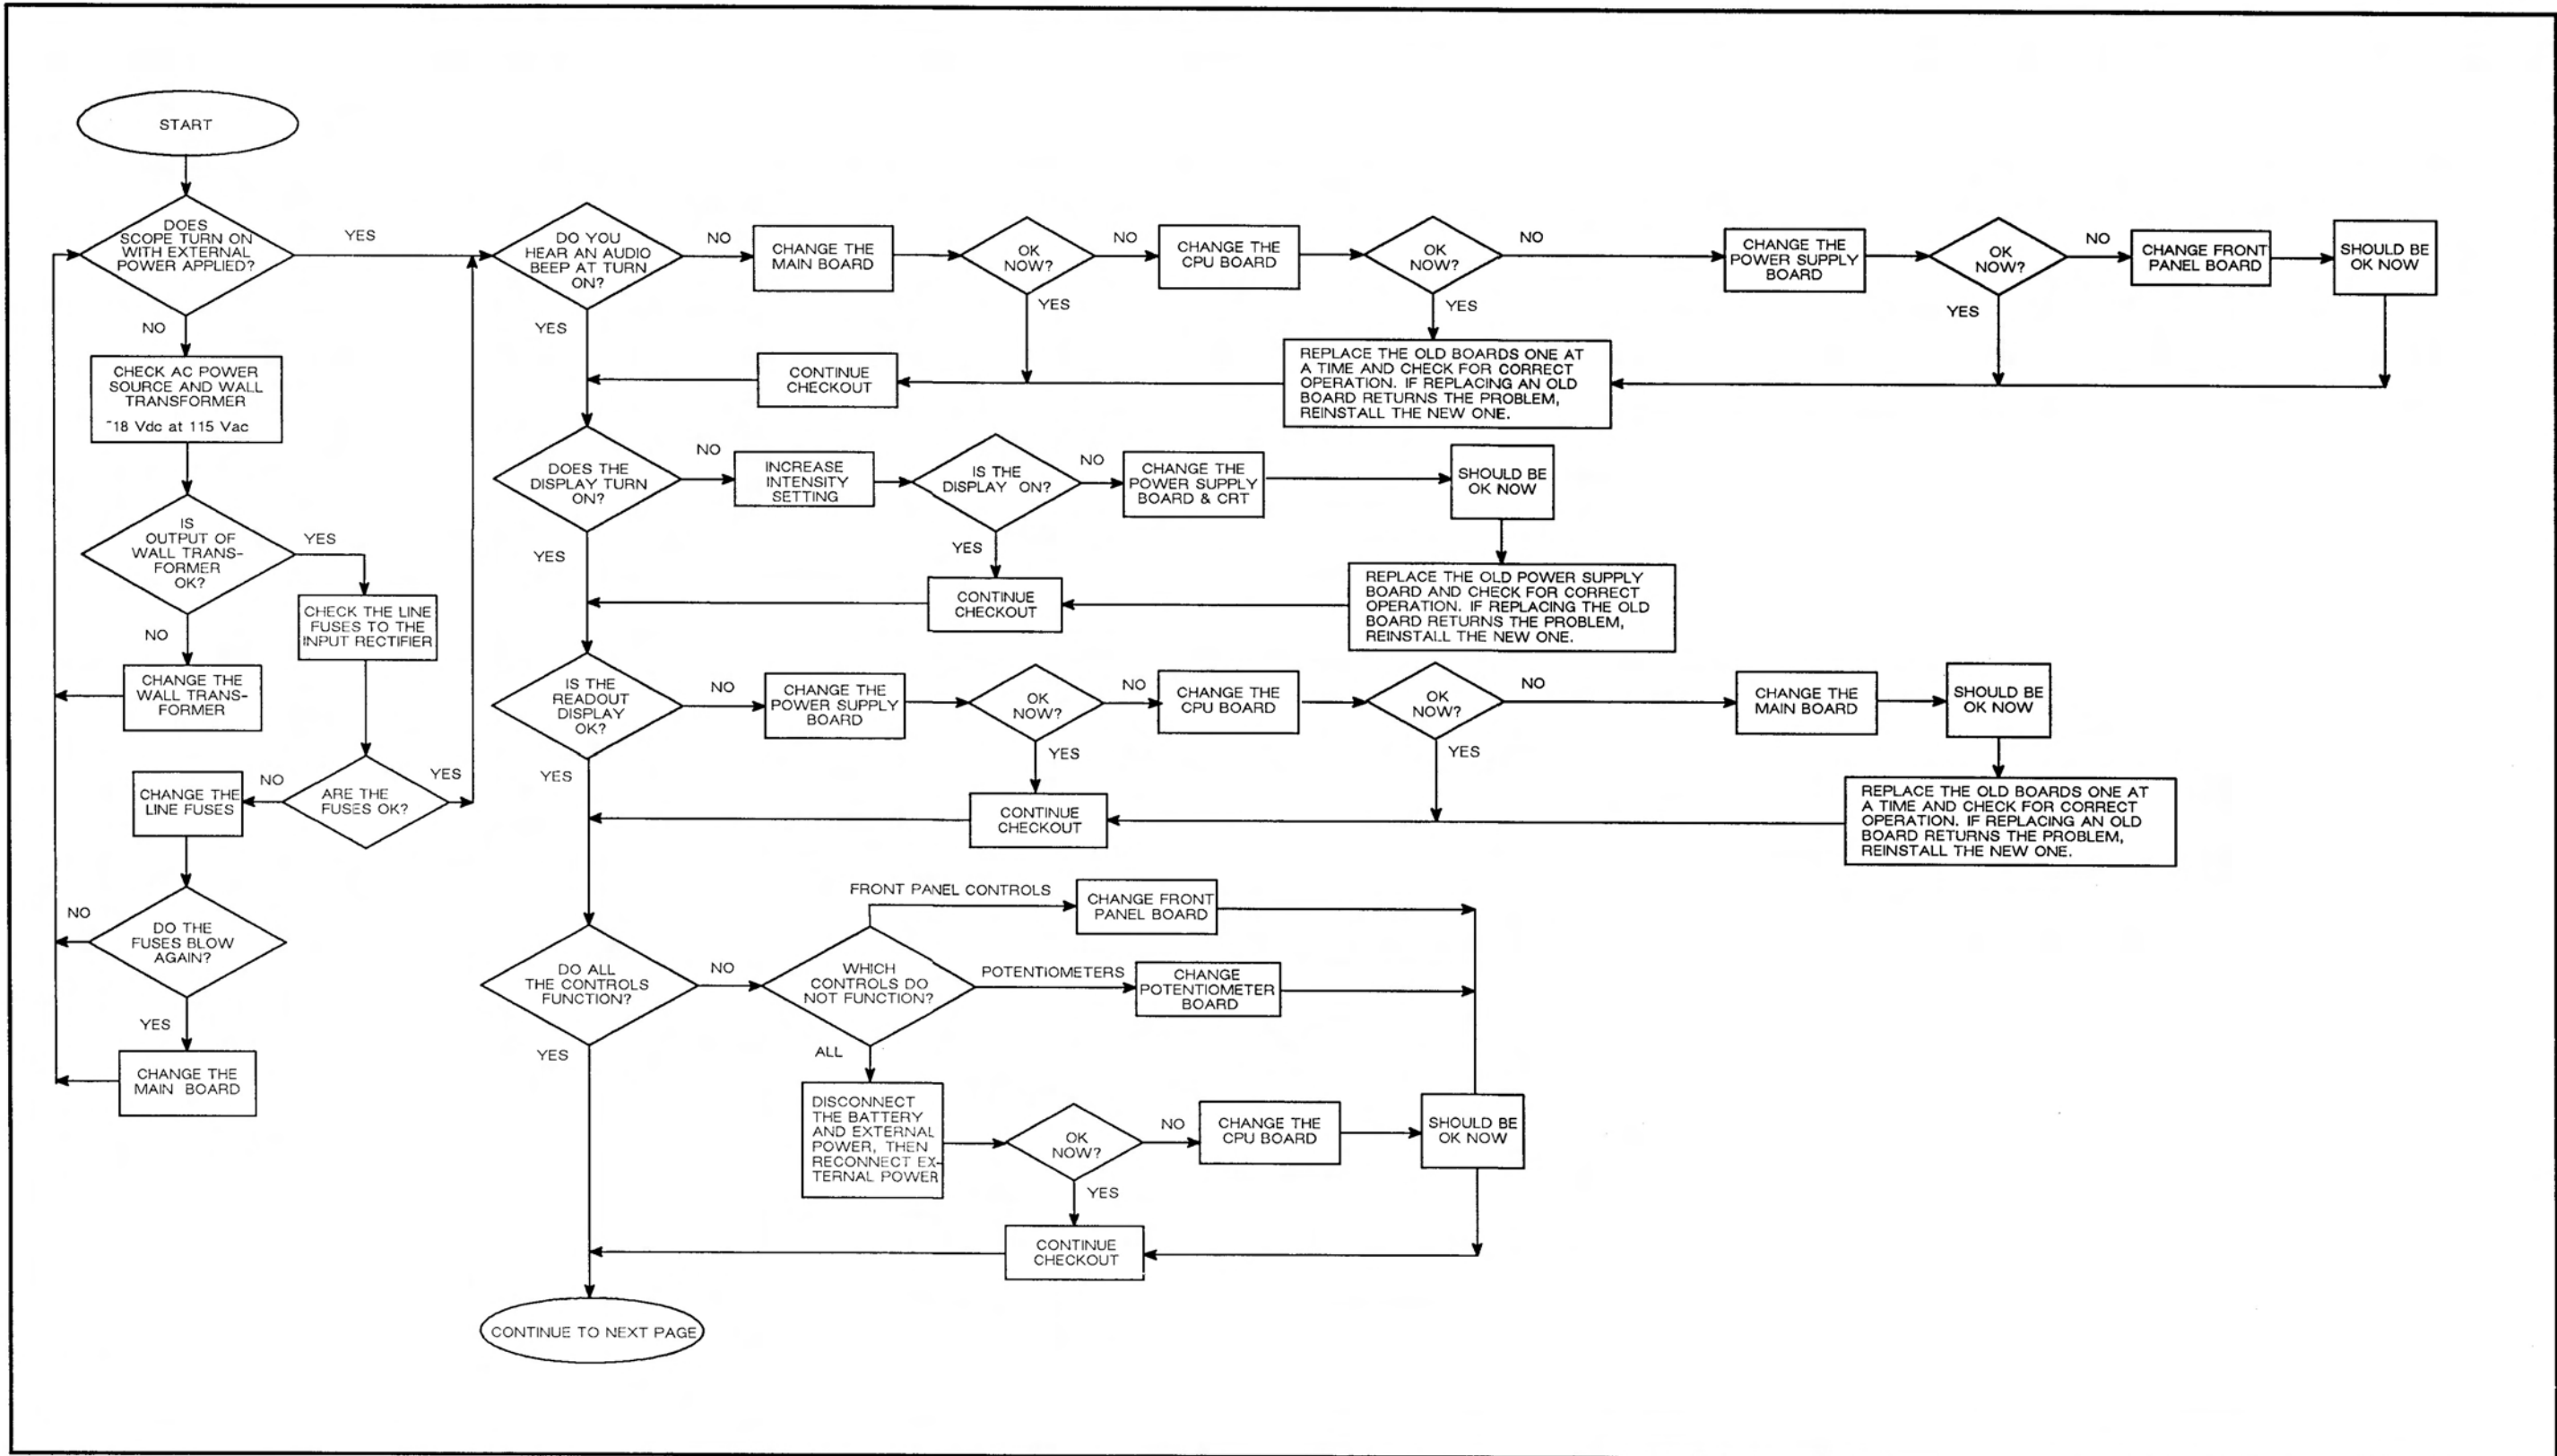 START
DOES
SCOPE TURN ON
WITH EXTERNAL
POWER APPLIED?
YES
NO
CHECK AC POWER
SOURCE AND WALL
TRANSFORMER
~18 Vdc at 115 Vac
IS
OUTPUT OF
WALL TRANS-
FORMER
OK?
YES
NO
CHANGE THE
WALL TRANS-
FORMER
CHECK THE LINE
FUSES TO THE
INPUT RECTIFIER
ARE THE
FUSES OK?
YES
NO
CHANGE THE
LINE FUSES
DO THE
FUSES BLOW
AGAIN?
NO
YES
CHANGE THE
MAIN BOARD
DO YOU
HEAR AN AUDIO
BEEP AT TURN
ON?
NO
YES
CHANGE THE
MAIN BOARD
OK
NOW?
NO
YES
CHANGE THE
CPU BOARD
OK
NOW?
NO
YES
CHANGE THE
POWER SUPPLY
BOARD
OK
NOW?
NO
YES
CHANGE FRONT
PANEL BOARD
SHOULD BE
OK NOW
REPLACE THE OLD BOARDS ONE AT
A TIME AND CHECK FOR CORRECT
OPERATION. IF REPLACING AN OLD
BOARD RETURNS THE PROBLEM,
REINSTALL THE NEW ONE.
CONTINUE
CHECKOUT
DOES THE
DISPLAY TURN
ON?
NO
YES
INCREASE
INTENSITY
SETTING
IS THE
DISPLAY ON?
NO
YES
CHANGE THE
POWER SUPPLY
BOARD & CRT
SHOULD BE
OK NOW
REPLACE THE OLD POWER SUPPLY
BOARD AND CHECK FOR CORRECT
OPERATION. IF REPLACING THE OLD
BOARD RETURNS THE PROBLEM,
REINSTALL THE NEW ONE.
CONTINUE
CHECKOUT
IS THE
READOUT
DISPLAY
OK?
NO
YES
CHANGE THE
POWER SUPPLY
BOARD
OK
NOW?
NO
YES
CHANGE THE
CPU BOARD
OK
NOW?
NO
YES
CHANGE THE
MAIN BOARD
SHOULD BE
OK NOW
REPLACE THE OLD BOARDS ONE AT
A TIME AND CHECK FOR CORRECT
OPERATION. IF REPLACING AN OLD
BOARD RETURNS THE PROBLEM,
REINSTALL THE NEW ONE.
CONTINUE
CHECKOUT
DO ALL
THE CONTROLS
FUNCTION?
NO
YES
WHICH
CONTROLS DO
NOT FUNCTION?
FRONT PANEL CONTROLS
CHANGE FRONT
PANEL BOARD
POTENTIOMETERS
CHANGE
POTENTIOMETER
BOARD
ALL
DISCONNECT
THE BATTERY
AND EXTERNAL
POWER, THEN
RECONNECT EX-
TERNAL POWER
OK
NOW?
NO
YES
CHANGE THE
CPU BOARD
SHOULD BE
OK NOW
CONTINUE
CHECKOUT
CONTINUE TO NEXT PAGE